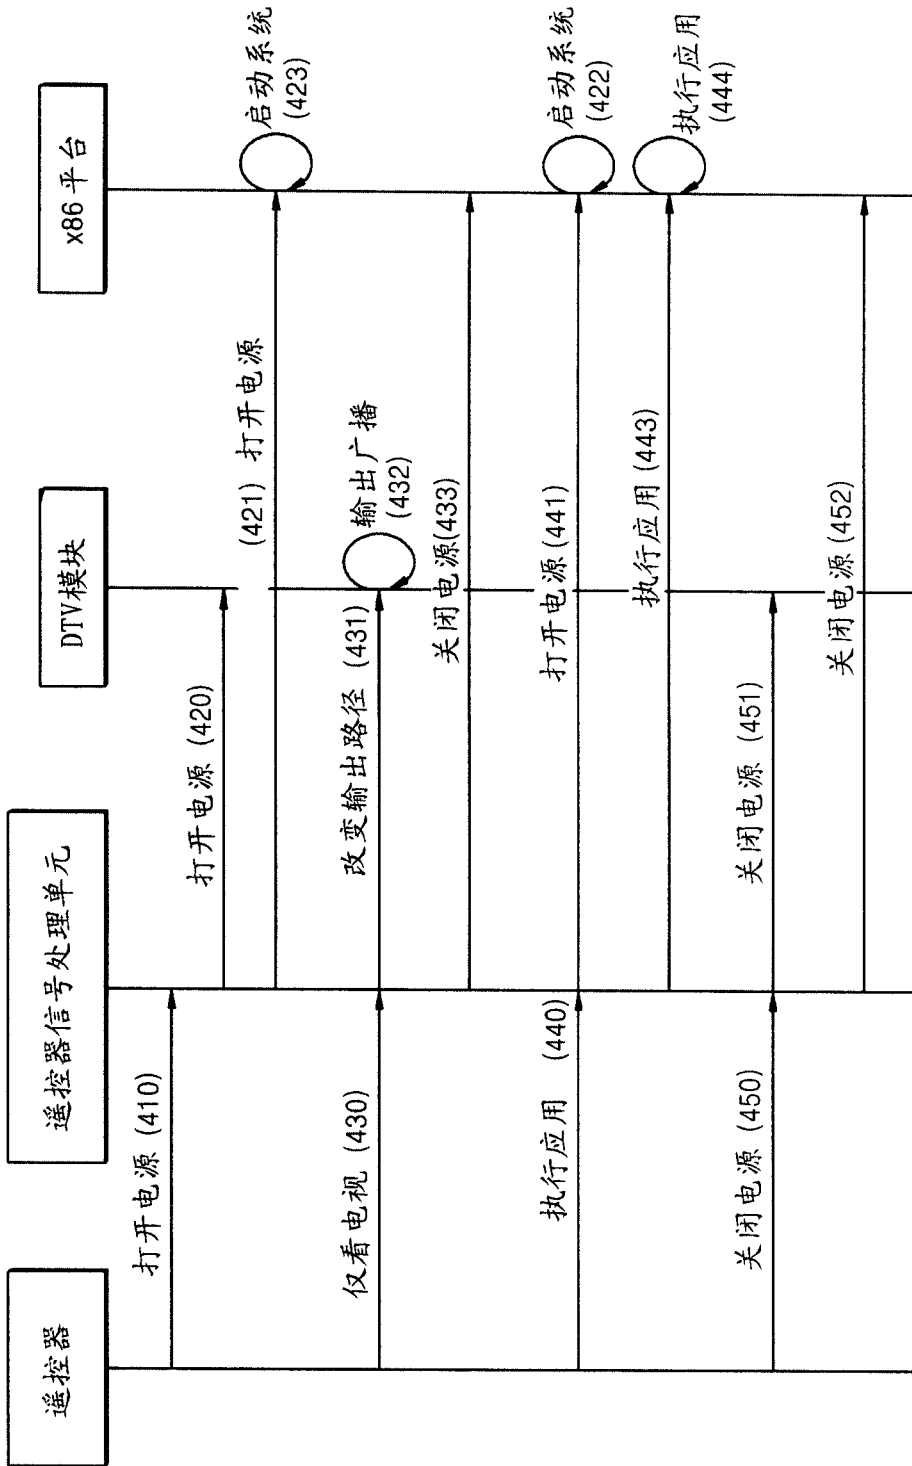 遥控器
遥控器信号处理单元
DTV模块
x86 平台
打开电源 (410)
打开电源 (420)
(421) 打开电源
启动系统
(423)
仅看电视 (430)
改变输出路径 (431)
输出广播
(432)
关闭电源(433)
执行应用 (440)
打开电源(441)
启动系统
(422)
执行应用(443)
执行应用
(444)
关闭电源 (450)
关闭电源 (451)
关闭电源(452)